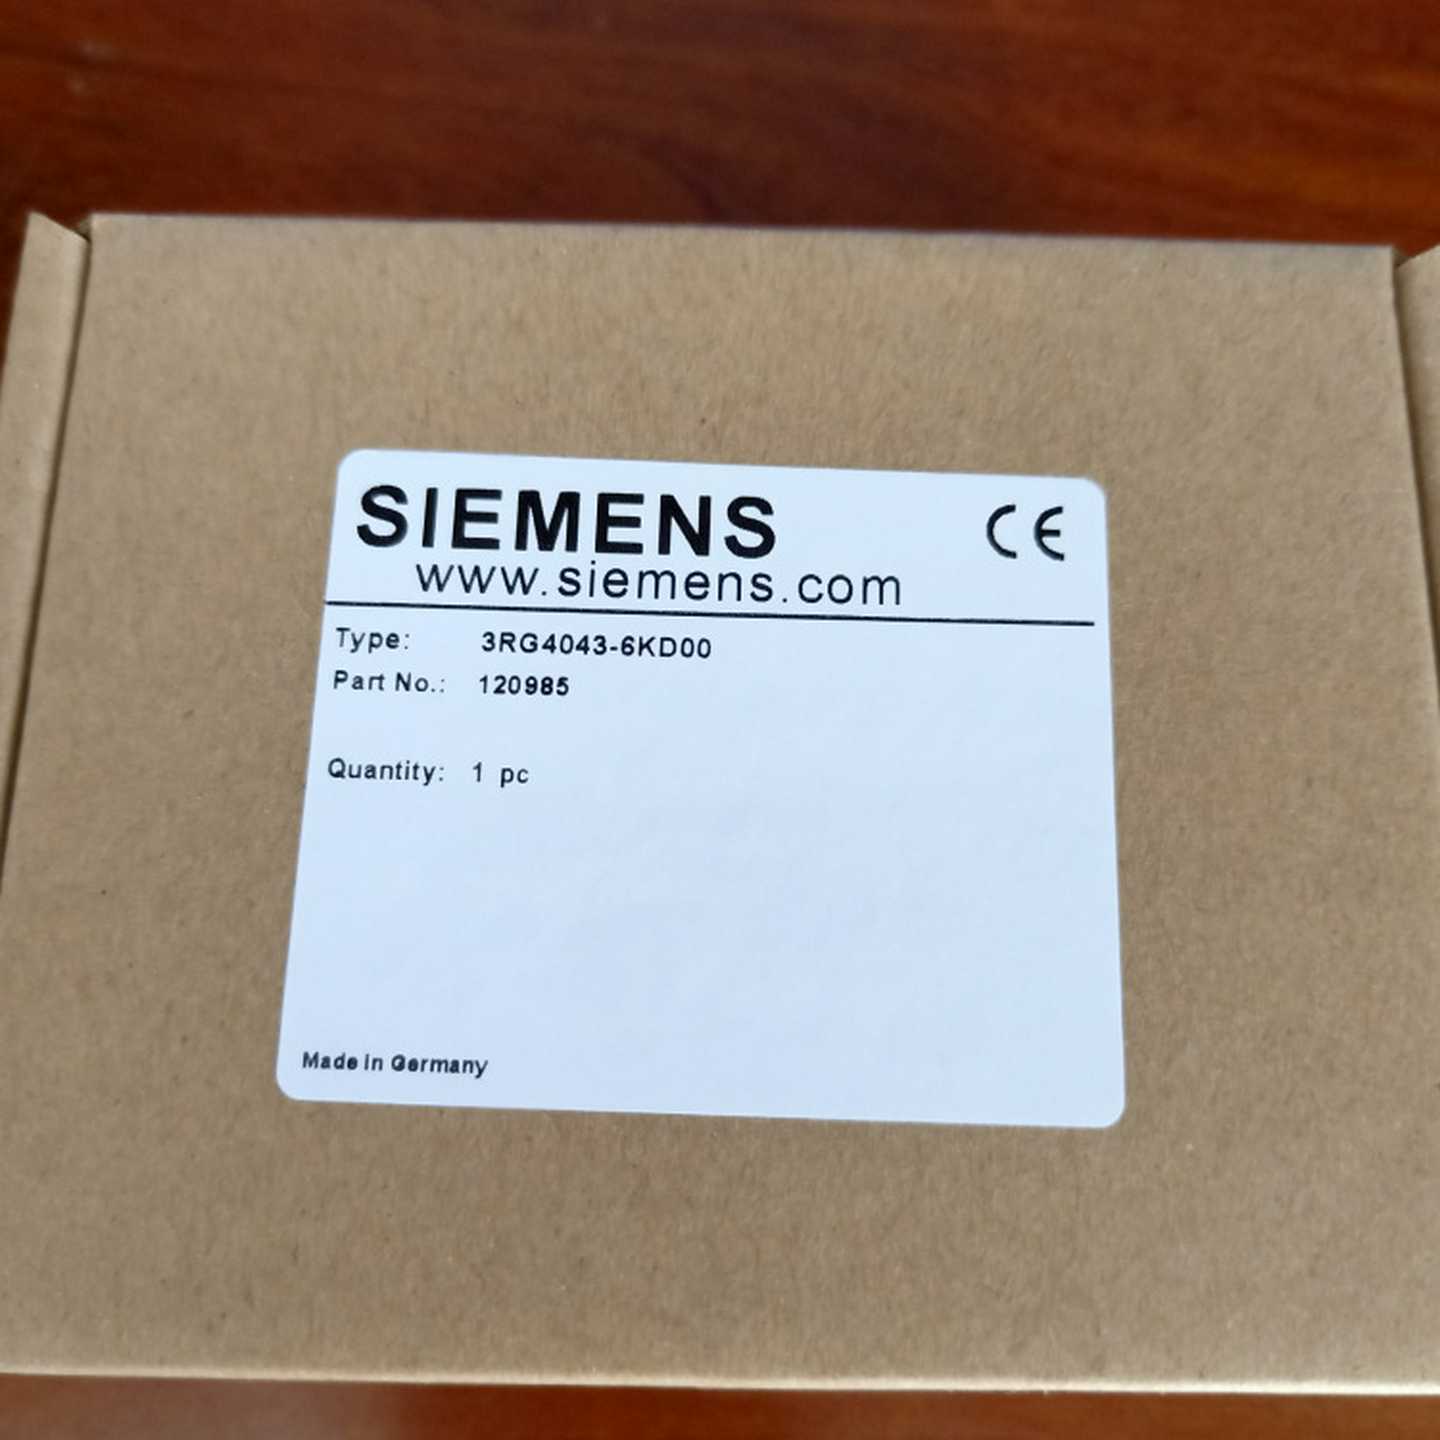 SIEMENS CE
www.siemens.com
Type: 3RG4043-6KD00
Part No.: 120985
Quantity: 1 pc
Made in Germany